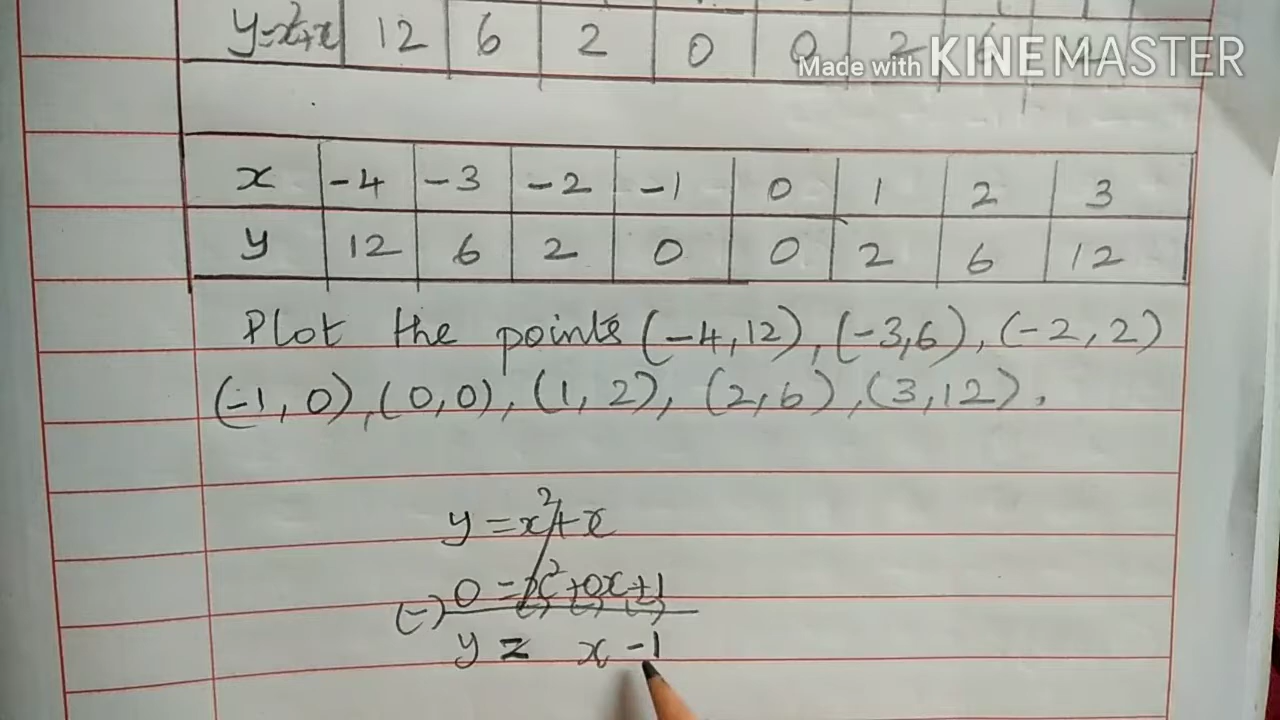 y=x²+x 12 6 2 0 0 2 6
Made with KINEMASTER
x -4 -3 -2 -1 0 1 2 3
y 12 6 2 0 0 2 6 12
Plot the points (-4,12), (-3,6), (-2,2)
(-1,0), (0,0), (1,2), (2,6), (3,12).
y = x²+x
0 = x²+0x+1
(-) (-) (-) (-)
y = x -1